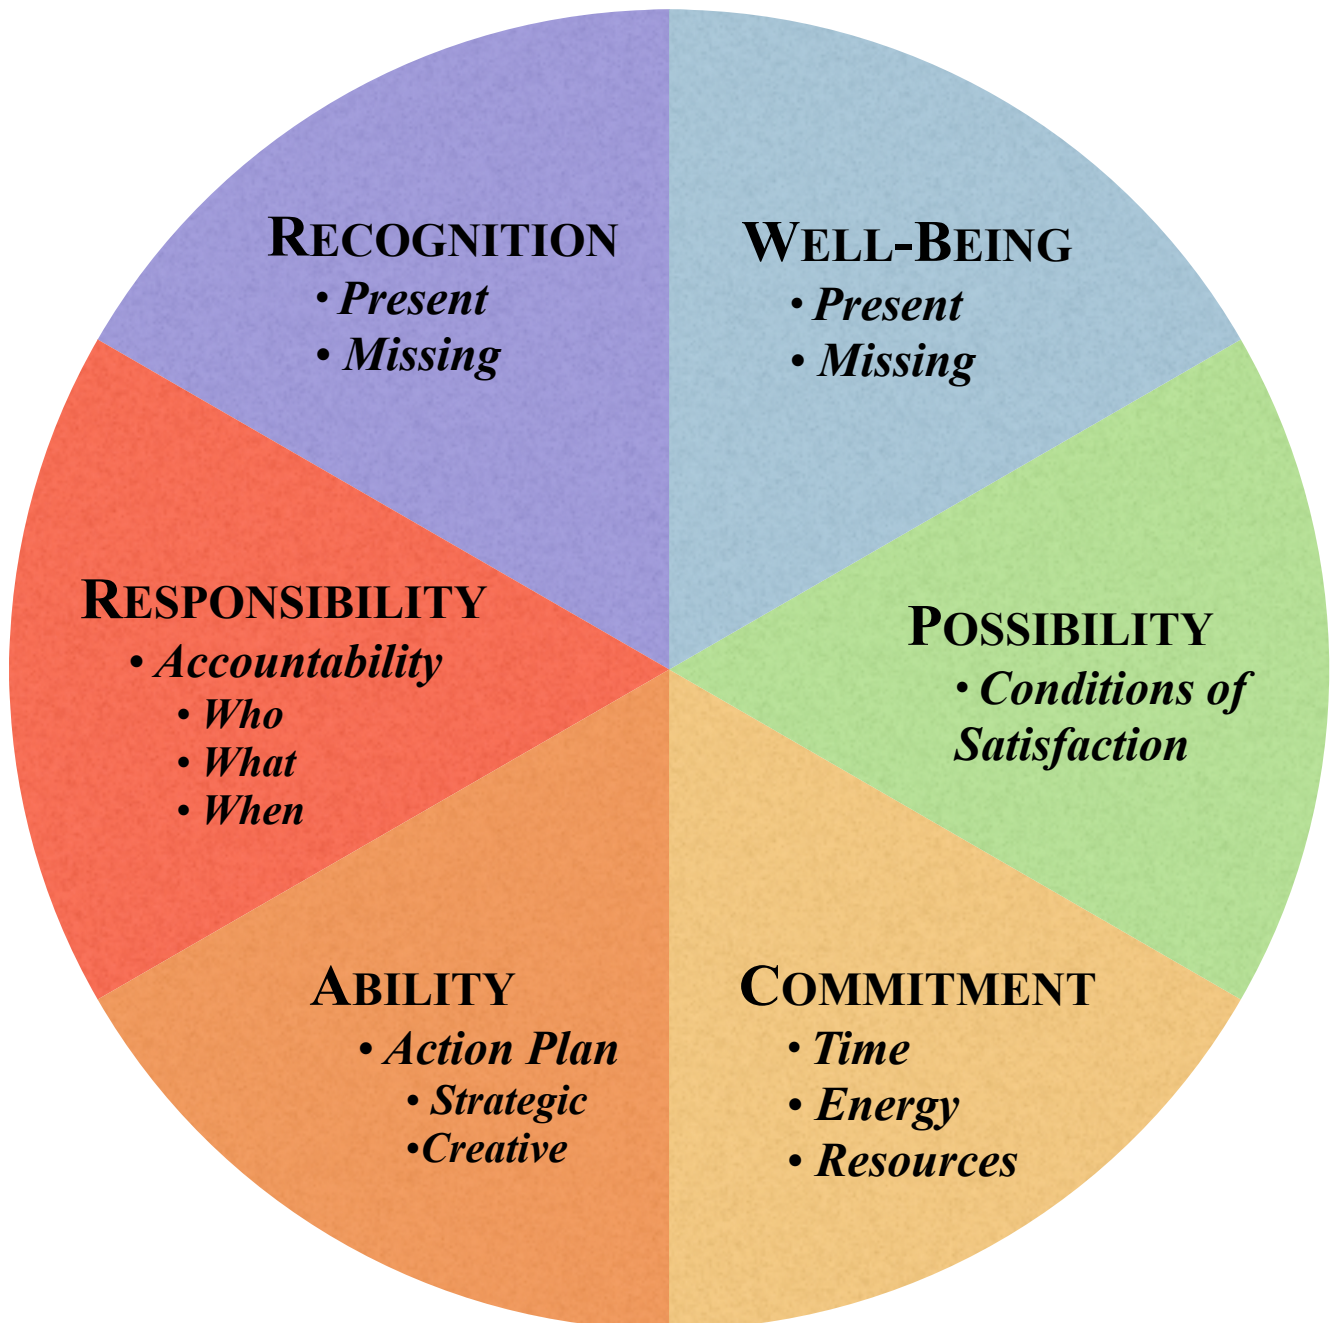 RECOGNITION
• Present
• Missing
WELL-BEING
• Present
• Missing
POSSIBILITY
• Conditions of
Satisfaction
COMMITMENT
• Time
• Energy
• Resources
ABILITY
• Action Plan
• Strategic
•Creative
RESPONSIBILITY
• Accountability
• Who
• What
• When